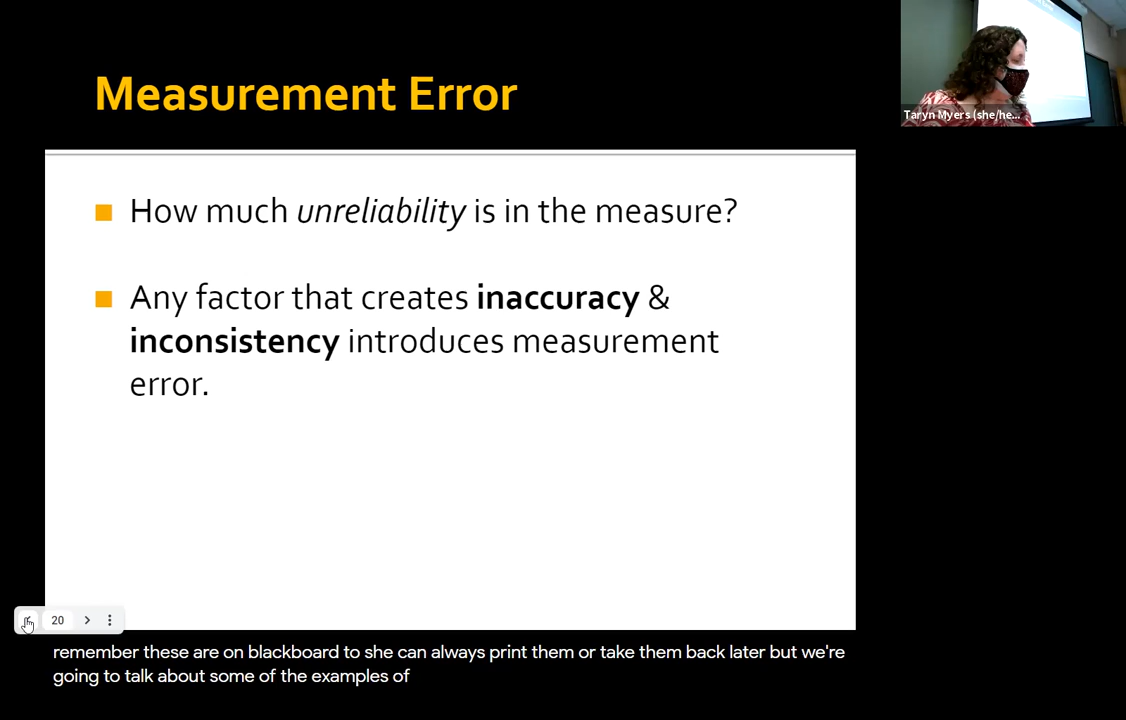 Measurement Error
Taryn Myers (she/he...
How much unreliability is in the measure?
Any factor that creates inaccuracy &
inconsistency introduces measurement
error.
20
remember these are on blackboard to she can always print them or take them back later but we're
going to talk about some of the examples of